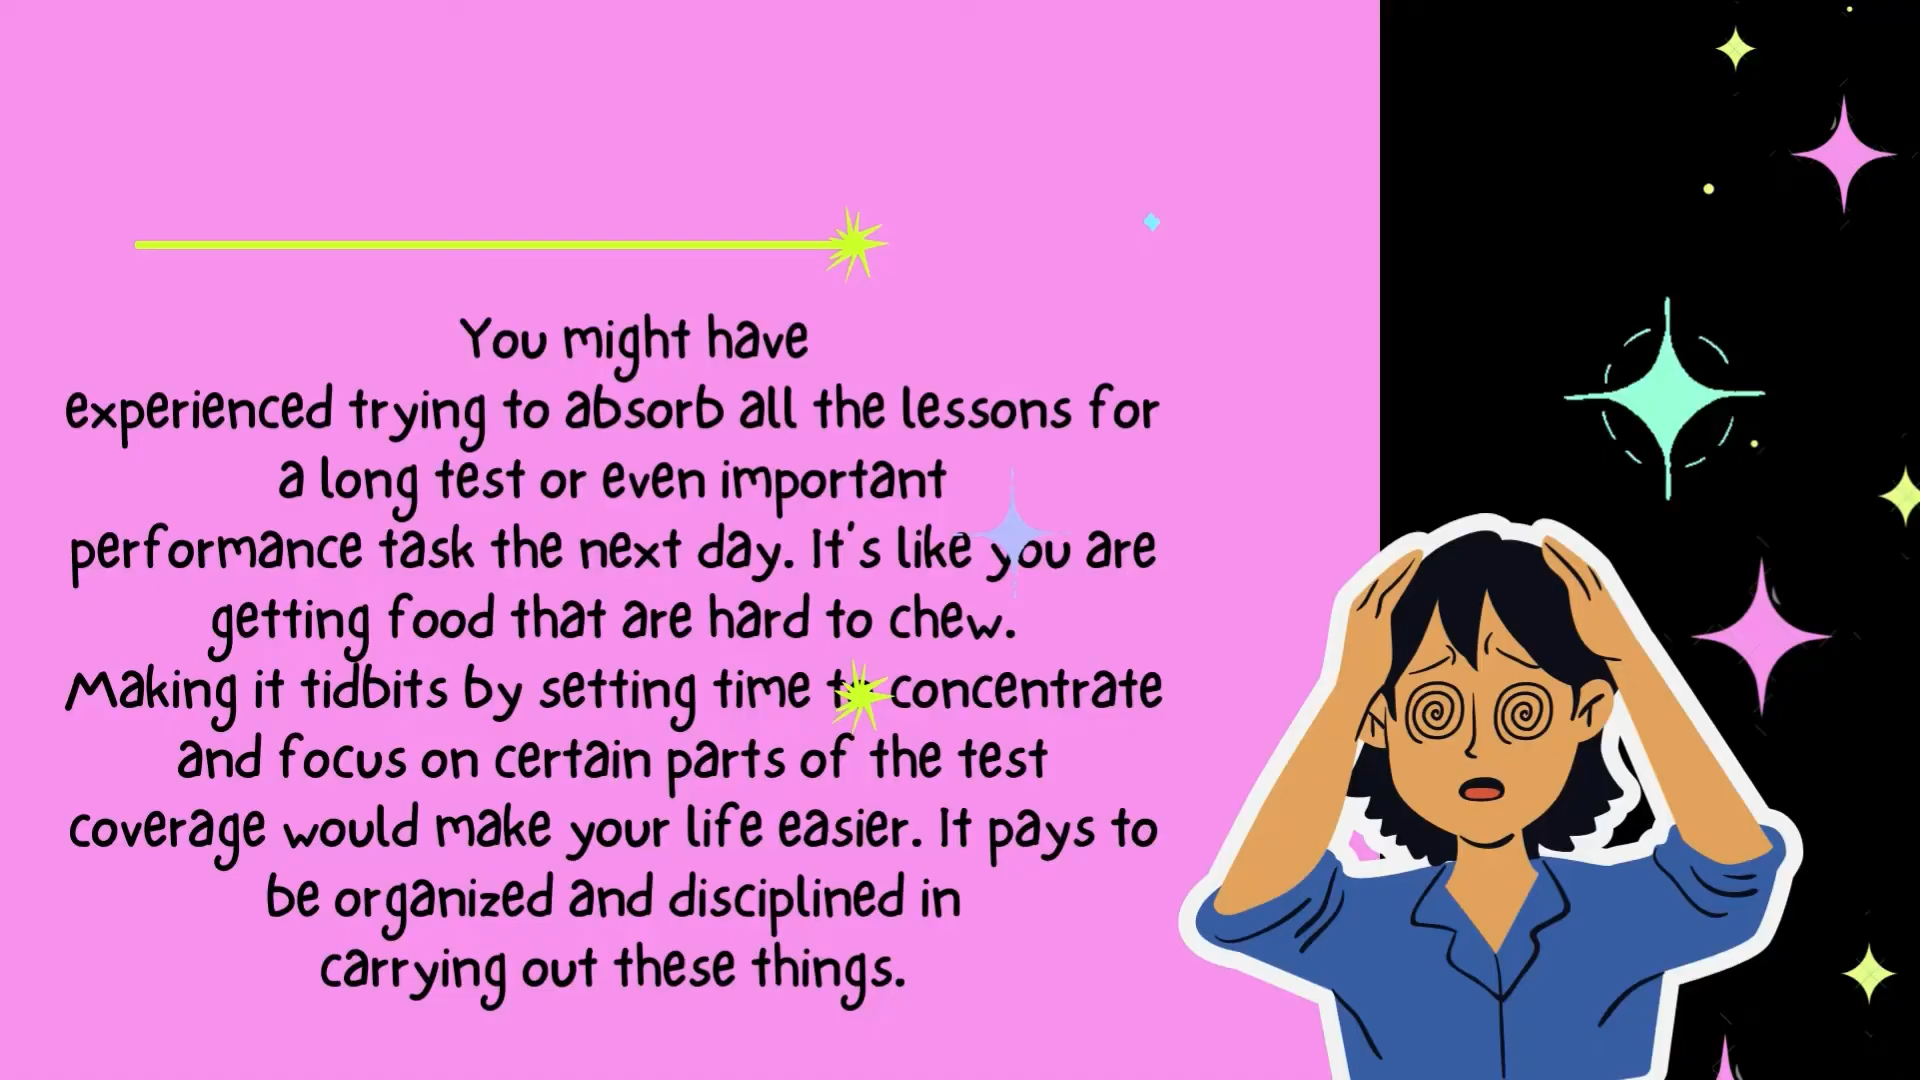 You might have
experienced trying to absorb all the lessons for
a long test or even important
performance task the next day. It's like you are
getting food that are hard to chew.
Making it tidbits by setting time concentrate
and focus on certain parts of the test
coverage would make your life easier. It pays to
be organized and disciplined in
carrying out these things.